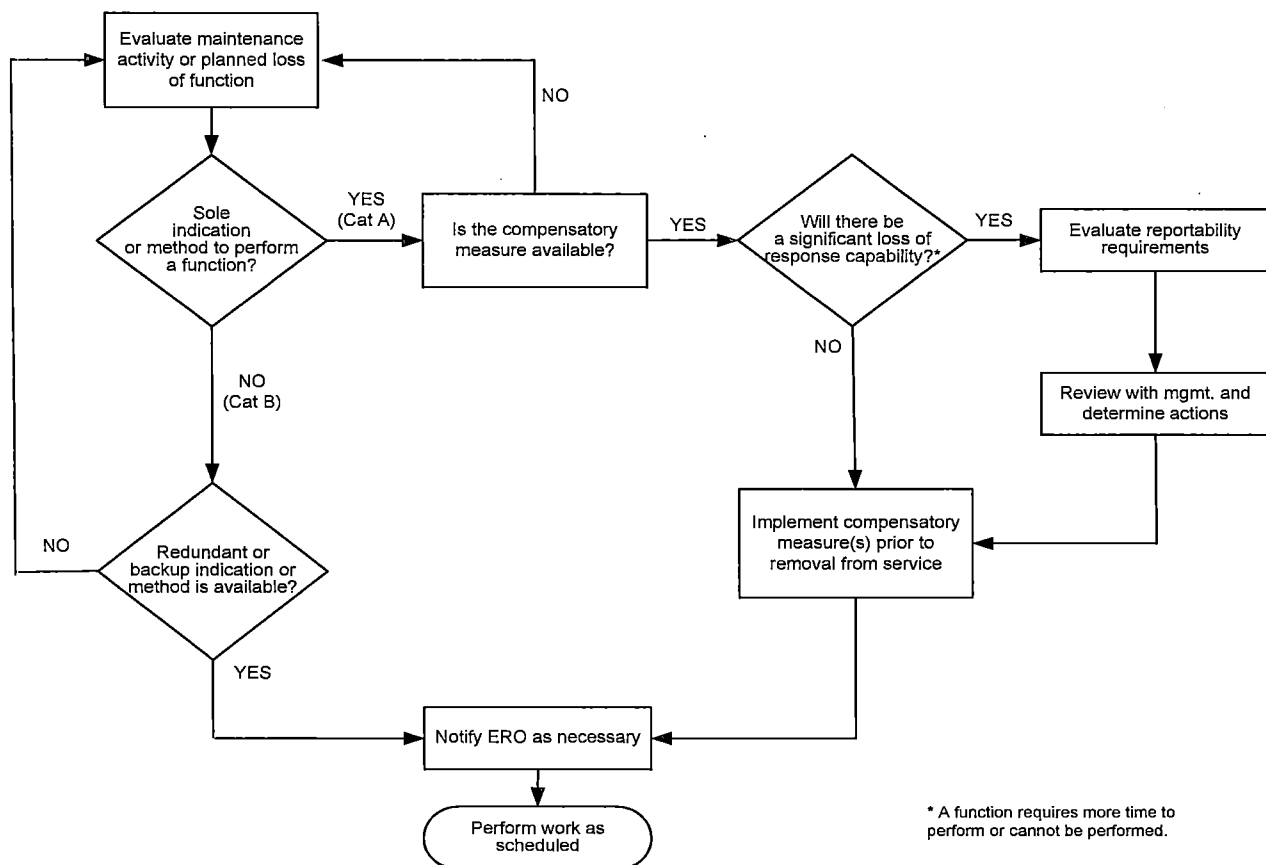 Evaluate maintenance
activity or planned loss
of function
NO
Sole
indication
or method to perform
a function?
YES
(Cat A)
Is the compensatory
measure available?
YES
Will there be
a significant loss of
response capability?*
YES
Evaluate reportability
requirements
NO
(Cat B)
NO
Review with mgmt. and
determine actions
Redundant or
backup indication or
method is available?
NO
YES
Implement compensatory
measure(s) prior to
removal from service
Notify ERO as necessary
Perform work as
scheduled
* A function requires more time to
perform or cannot be performed.